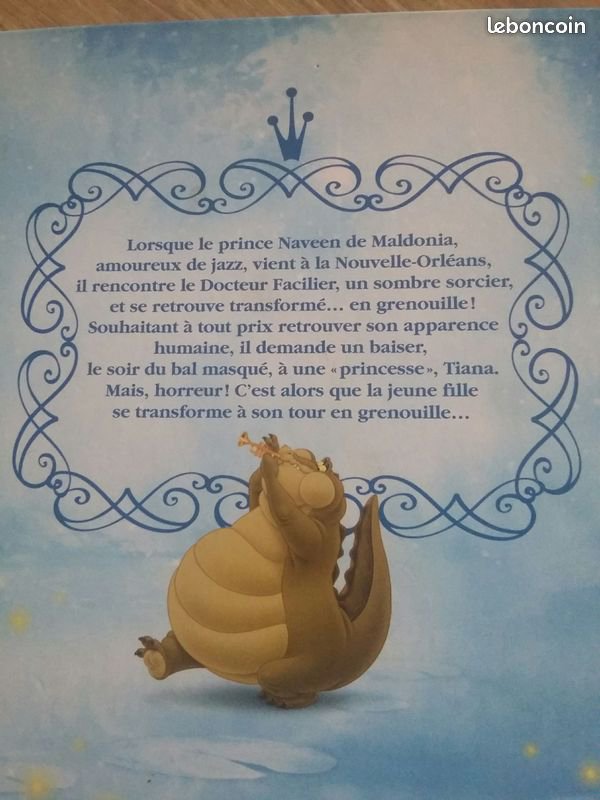 leboncoin
Lorsque le prince Naveen de Maldonia,
amoureux de jazz, vient à la Nouvelle-Orléans,
il rencontre le Docteur Facilier, un sombre sorcier,
et se retrouve transformé... en grenouille !
Souhaitant à tout prix retrouver son apparence
humaine, il demande un baiser,
le soir du bal masqué, à une «princesse», Tiana.
Mais, horreur ! C'est alors que la jeune fille
se transforme à son tour en grenouille...